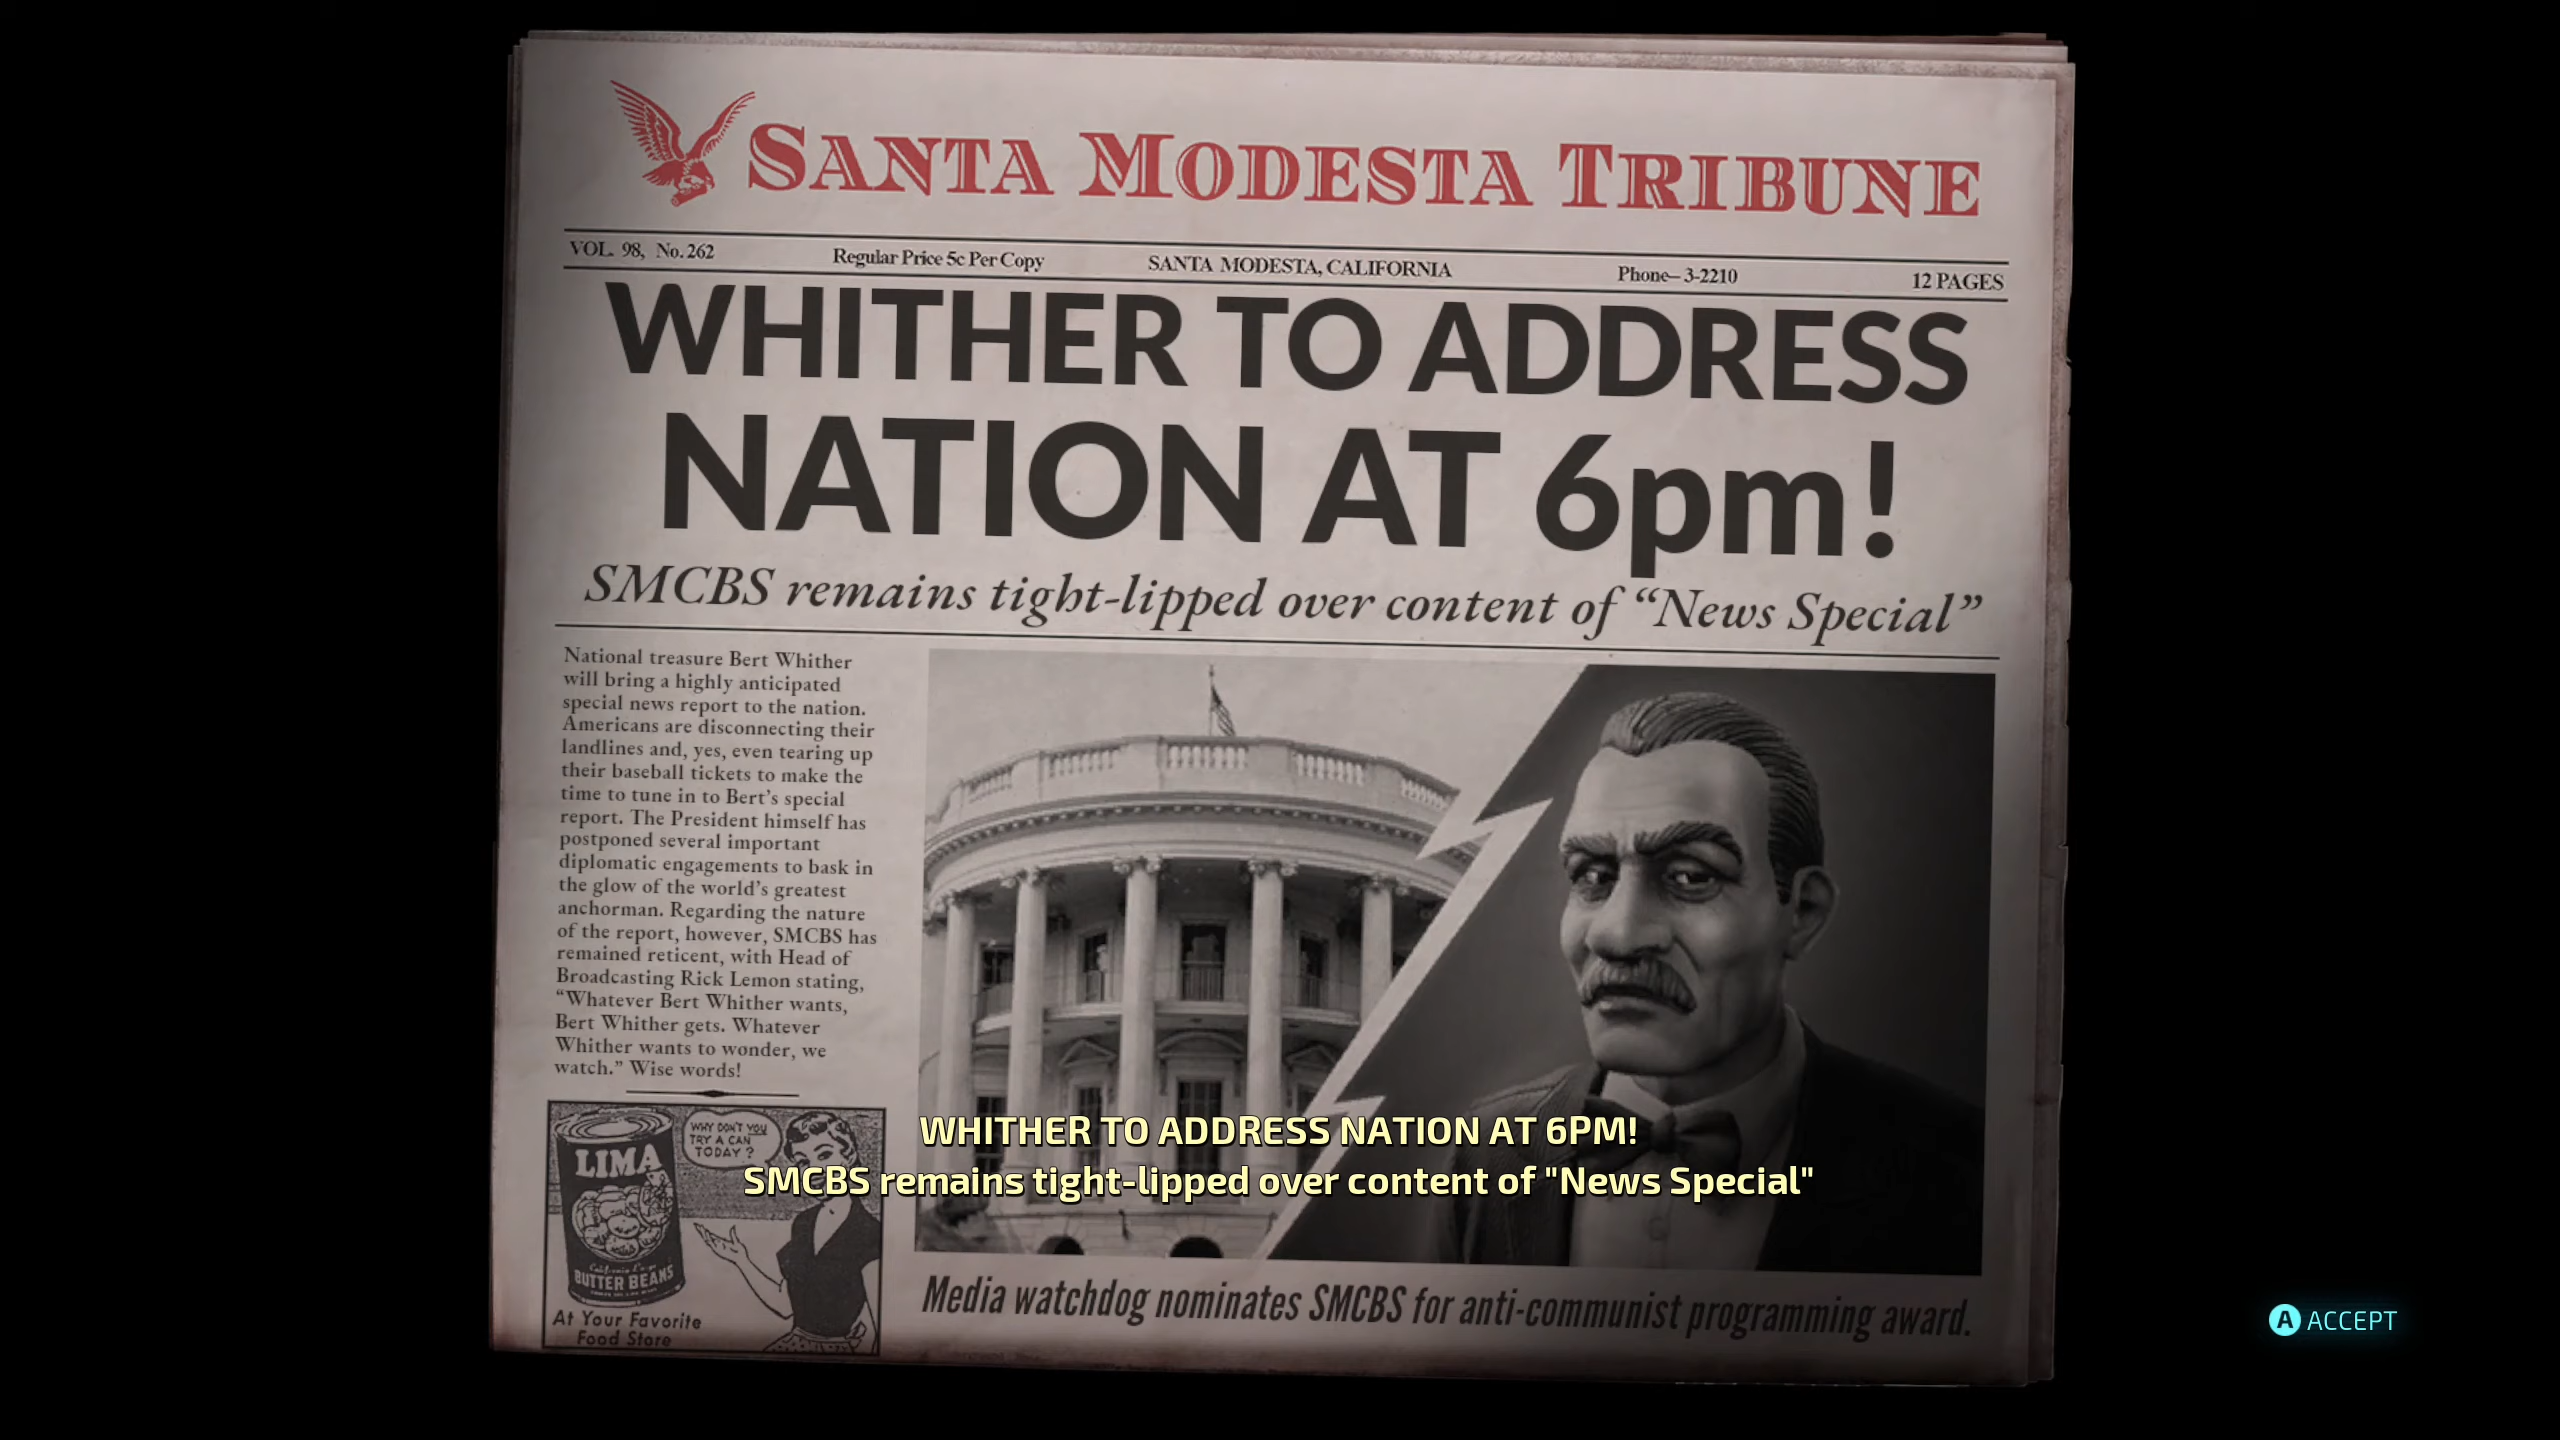 SANTA MODESTA TRIBUNE
VOL. 98, No. 262 Regular Price 5c Per Copy SANTA MODESTA, CALIFORNIA Phone– 3-2210 12 PAGES
WHITHER TO ADDRESS
NATION AT 6pm!
SMCBS remains tight-lipped over content of “News Special”
National treasure Bert Whither
will bring a highly anticipated
special news report to the nation.
Americans are disconnecting their
landlines and, yes, even tearing up
their baseball tickets to make the
time to tune in to Bert’s special
report. The President himself has
postponed several important
diplomatic engagements to bask in
the glow of the world’s greatest
anchorman. Regarding the nature
of the report, however, SMCBS has
remained reticent, with Head of
Broadcasting Rick Lemon stating,
“Whatever Bert Whither wants,
Bert Whither gets. Whatever
Whither wants to wonder, we
watch.” Wise words!
WHY DON'T YOU
TRY A CAN
TODAY?
LIMA
BUTTER BEANS
At Your Favorite
Food Store
WHITHER TO ADDRESS NATION AT 6PM!
SMCBS remains tight-lipped over content of "News Special"
Media watchdog nominates SMCBS for anti-communist programming award.
A ACCEPT